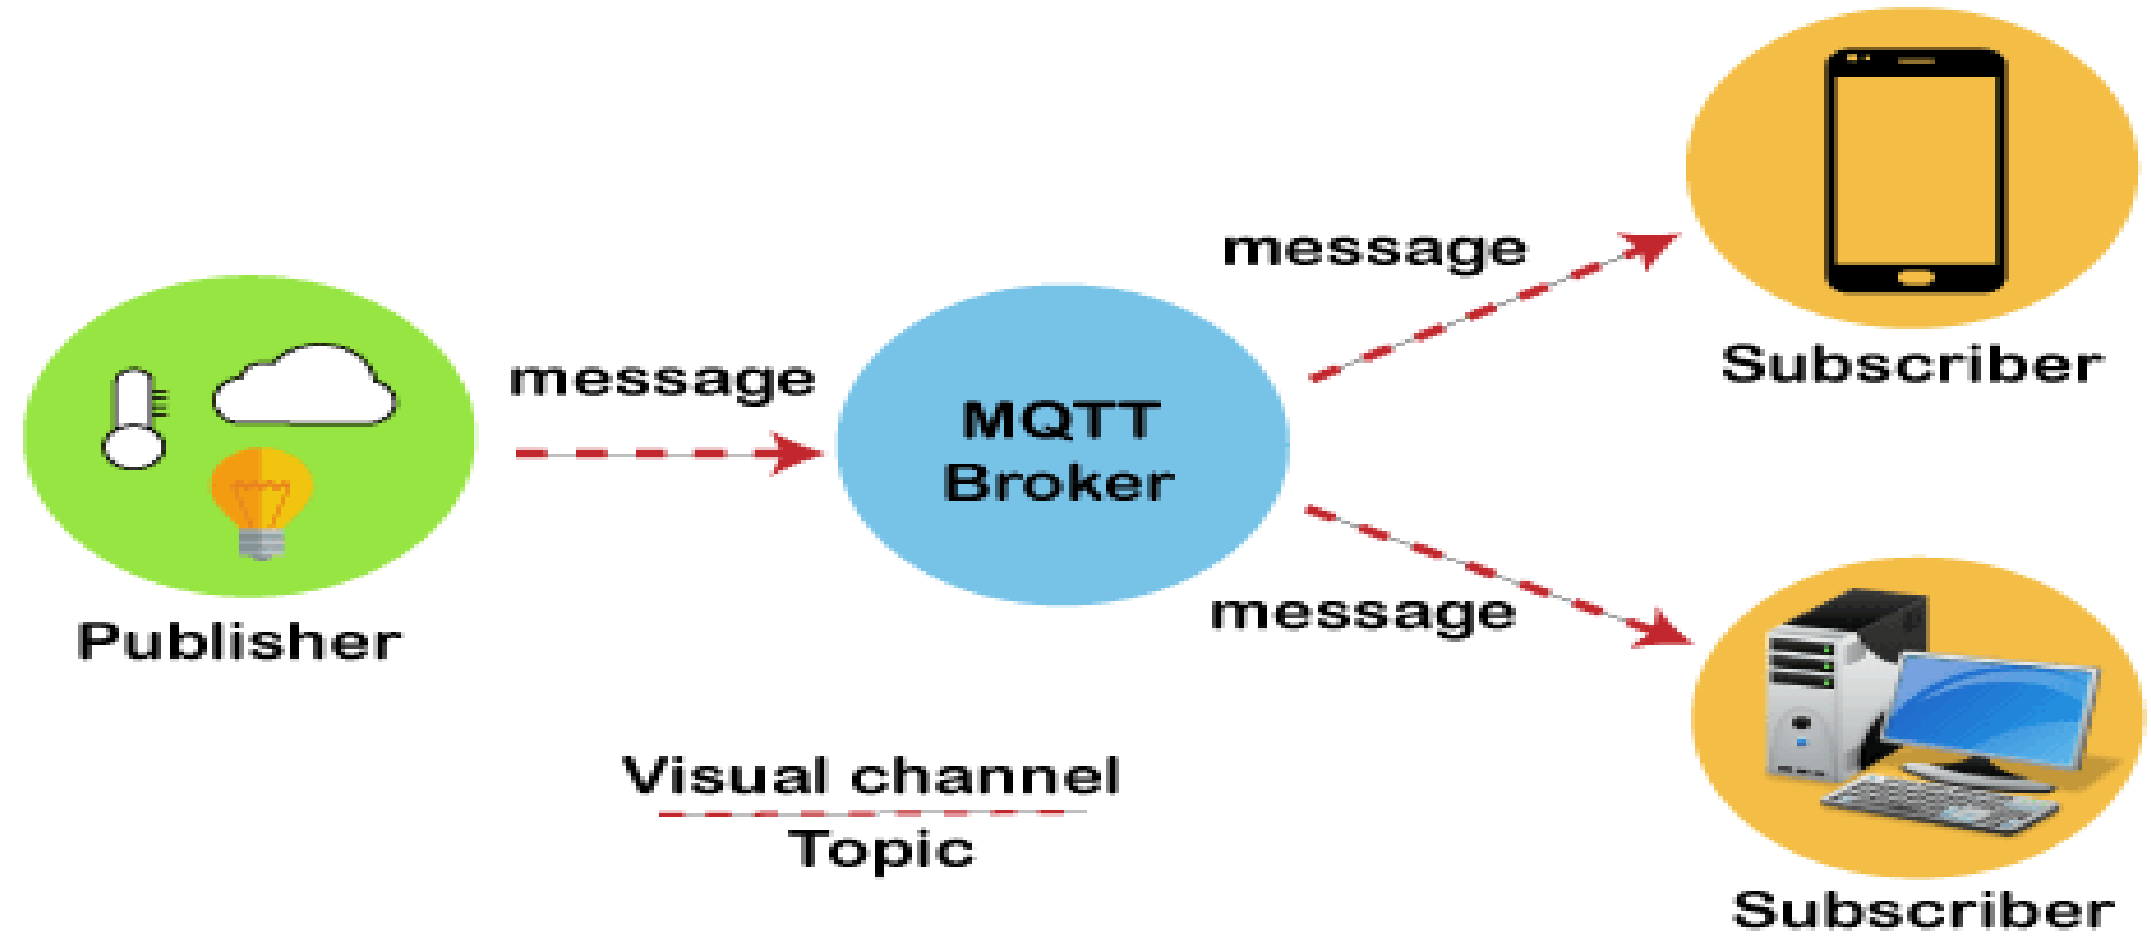 message
Subscriber
message
MQTT
Broker
Publisher
message
Visual channel
Topic
Subscriber